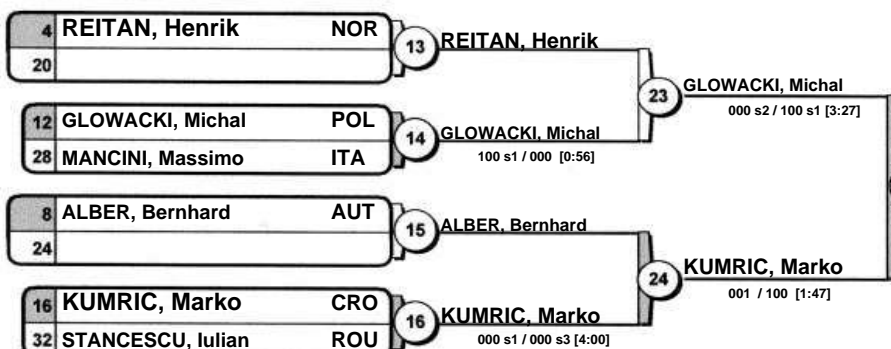 4 REITAN, Henrik NOR
20
13 REITAN, Henrik
12 GLOWACKI, Michal POL
28 MANCINI, Massimo ITA
14 GLOWACKI, Michal
100 s1 / 000 [0:56]
23 GLOWACKI, Michal
000 s2 / 100 s1 [3:27]
8 ALBER, Bernhard AUT
24
15 ALBER, Bernhard
16 KUMRIC, Marko CRO
32 STANCESCU, Iulian ROU
16 KUMRIC, Marko
000 s1 / 000 s3 [4:00]
24 KUMRIC, Marko
001 / 100 [1:47]